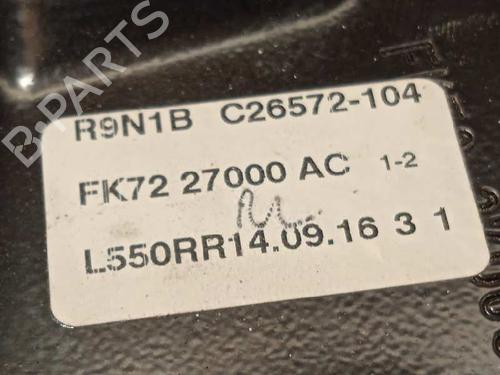 B-PARTS
R9N1B C26572-104
FK72 27000 AC 1-2
L550RR14.09.16 3 1